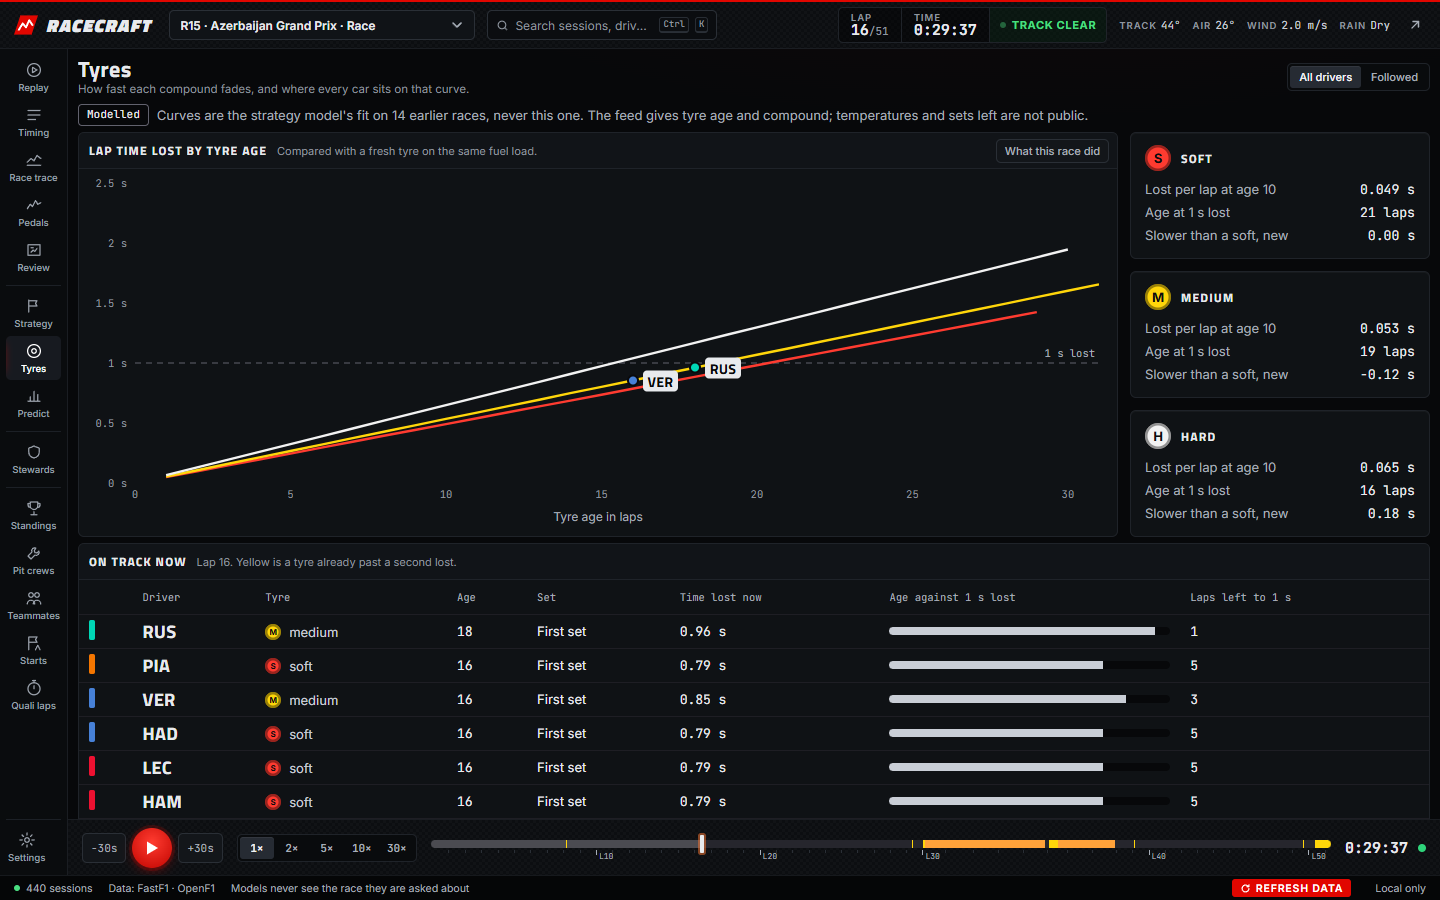 RACECRAFT
R15 · Azerbaijan Grand Prix · Race
Search sessions, driv... Ctrl K
LAP 16/51
TIME 0:29:37
TRACK CLEAR
TRACK 44° AIR 26° WIND 2.0 m/s RAIN Dry
Replay
Timing
Race trace
Pedals
Review
Strategy
Tyres
Predict
Stewards
Standings
Pit crews
Teammates
Starts
Quali laps
Settings
Tyres
How fast each compound fades, and where every car sits on that curve.
All drivers Followed
Modelled Curves are the strategy model's fit on 14 earlier races, never this one. The feed gives tyre age and compound; temperatures and sets left are not public.
LAP TIME LOST BY TYRE AGE Compared with a fresh tyre on the same fuel load. What this race did
2.5 s
2 s
1.5 s
1 s
0.5 s
0 s
1 s lost
VER
RUS
0 5 10 15 20 25 30
Tyre age in laps
S SOFT
Lost per lap at age 10 0.049 s
Age at 1 s lost 21 laps
Slower than a soft, new 0.00 s
M MEDIUM
Lost per lap at age 10 0.053 s
Age at 1 s lost 19 laps
Slower than a soft, new -0.12 s
H HARD
Lost per lap at age 10 0.065 s
Age at 1 s lost 16 laps
Slower than a soft, new 0.18 s
ON TRACK NOW Lap 16. Yellow is a tyre already past a second lost.
Driver Tyre Age Set Time lost now Age against 1 s lost Laps left to 1 s
RUS M medium 18 First set 0.96 s 1
PIA S soft 16 First set 0.79 s 5
VER M medium 16 First set 0.85 s 3
HAD S soft 16 First set 0.79 s 5
LEC S soft 16 First set 0.79 s 5
HAM S soft 16 First set 0.79 s 5
-30s +30s 1× 2× 5× 10× 30×
L10 L20 L30 L40 L50
0:29:37
440 sessions Data: FastF1 · OpenF1 Models never see the race they are asked about
REFRESH DATA Local only